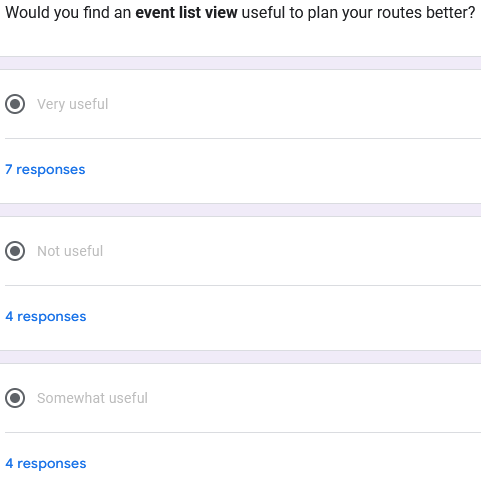 Would you find an event list view useful to plan your routes better?
Very useful
7 responses
Not useful
4 responses
Somewhat useful
4 responses